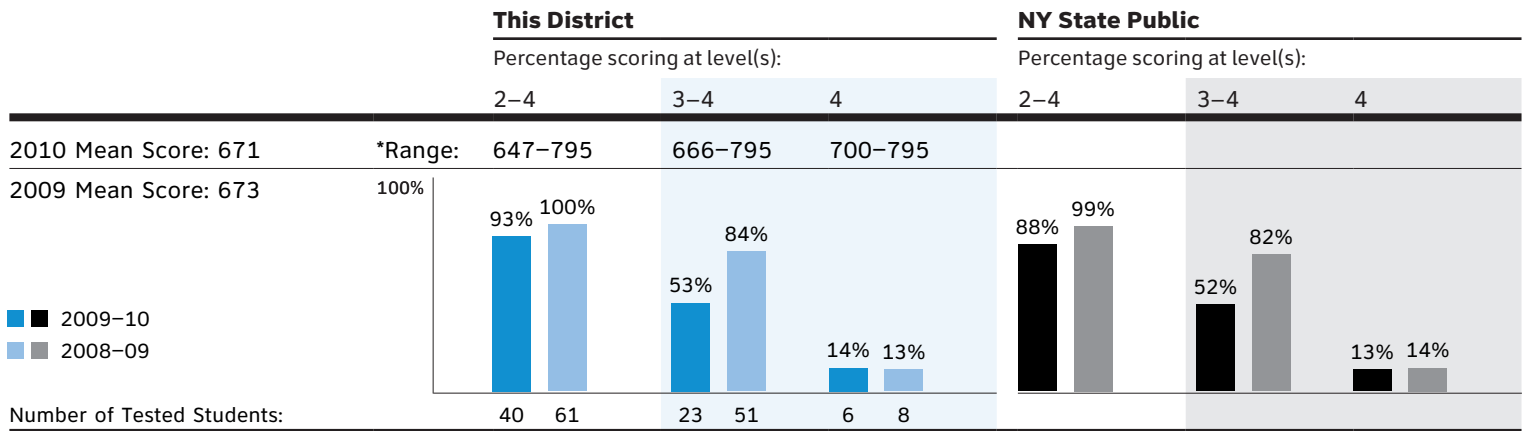 This District NY State Public
Percentage scoring at level(s): Percentage scoring at level(s):
2–4 3–4 4 2–4 3–4 4
2010 Mean Score: 671 *Range: 647–795 666–795 700–795
2009 Mean Score: 673 100%
93% 100% 84% 53% 14% 13% 88% 99% 82% 52% 13% 14%
2009–10
2008–09
Number of Tested Students: 40 61 23 51 6 8